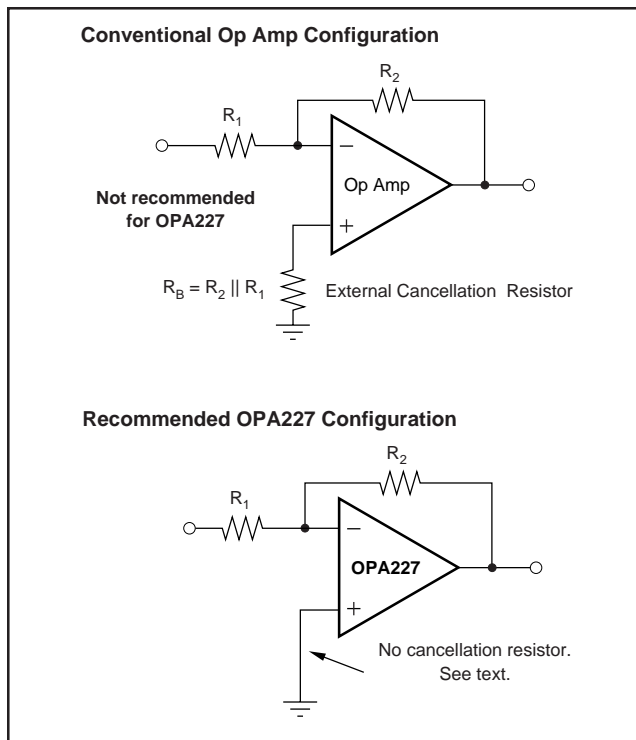 Conventional Op Amp Configuration
R2
R1
−
Op Amp
Not recommended
for OPA227
+
RB = R2 || R1
External Cancellation Resistor
Recommended OPA227 Configuration
R2
R1
−
OPA227
+
No cancellation resistor.
See text.